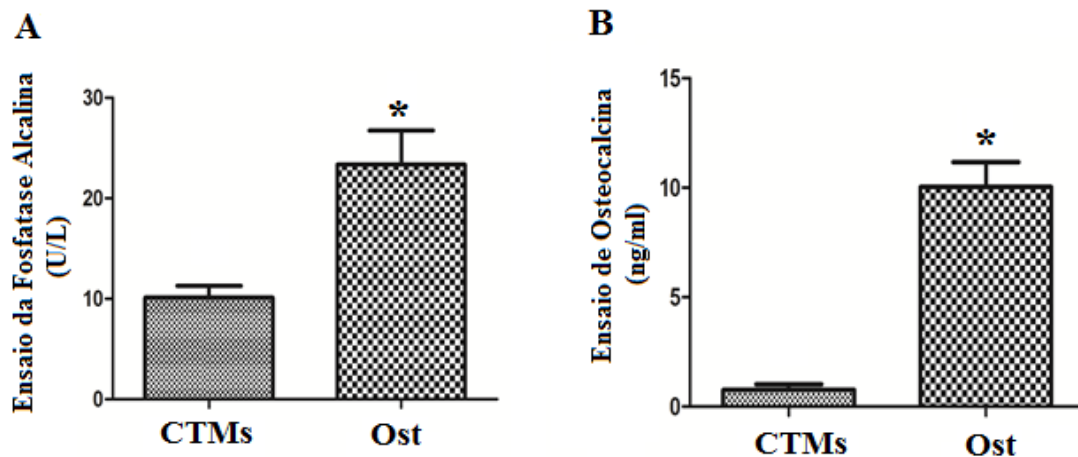 A
Ensaio da Fosfatase Alcalina
(U/L)
30
20
10
0
*
CTMs
Ost
B
Ensaio de Osteocalcina
(ng/ml)
15
10
5
0
*
CTMs
Ost